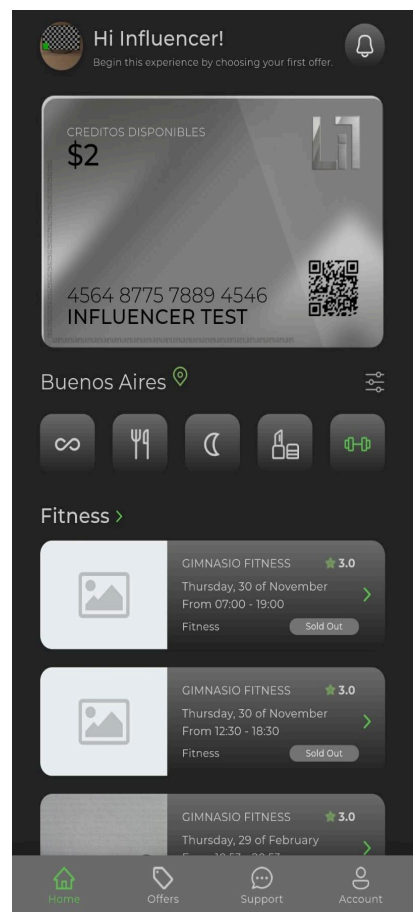 Hi Influencer!
Begin this experience by choosing your first offer.
CREDITOS DISPONIBLES
$2
4564 8775 7889 4546
INFLUENCER TEST
Buenos Aires
Fitness >
GIMNASIO FITNESS 3.0
Thursday, 30 of November
From 07:00 - 19:00
Fitness Sold Out
GIMNASIO FITNESS 3.0
Thursday, 30 of November
From 12:30 - 18:30
Fitness Sold Out
GIMNASIO FITNESS 3.0
Thursday, 29 of February
Home Offers Support Account